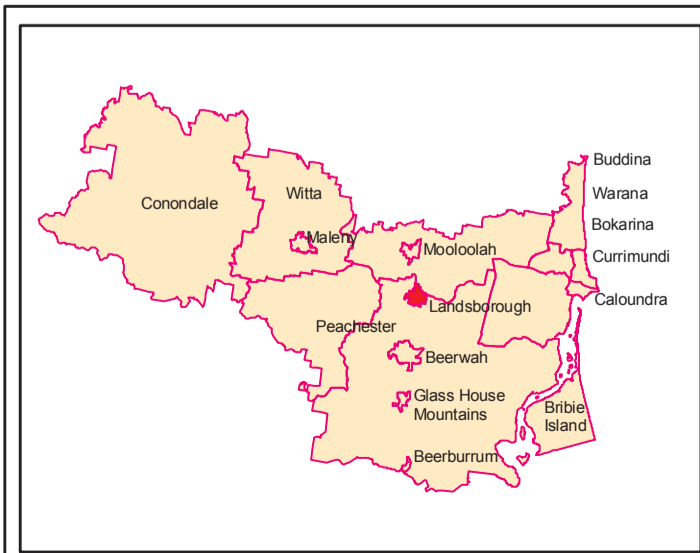 Buddina
Witta
Warana
Conondale
Bokarina
Maleny
Mooloolah
Currimundi
Caloundra
Landsborough
Peachester
Beerwah
Glass House
Mountains
Bribie
Island
Beerburrum